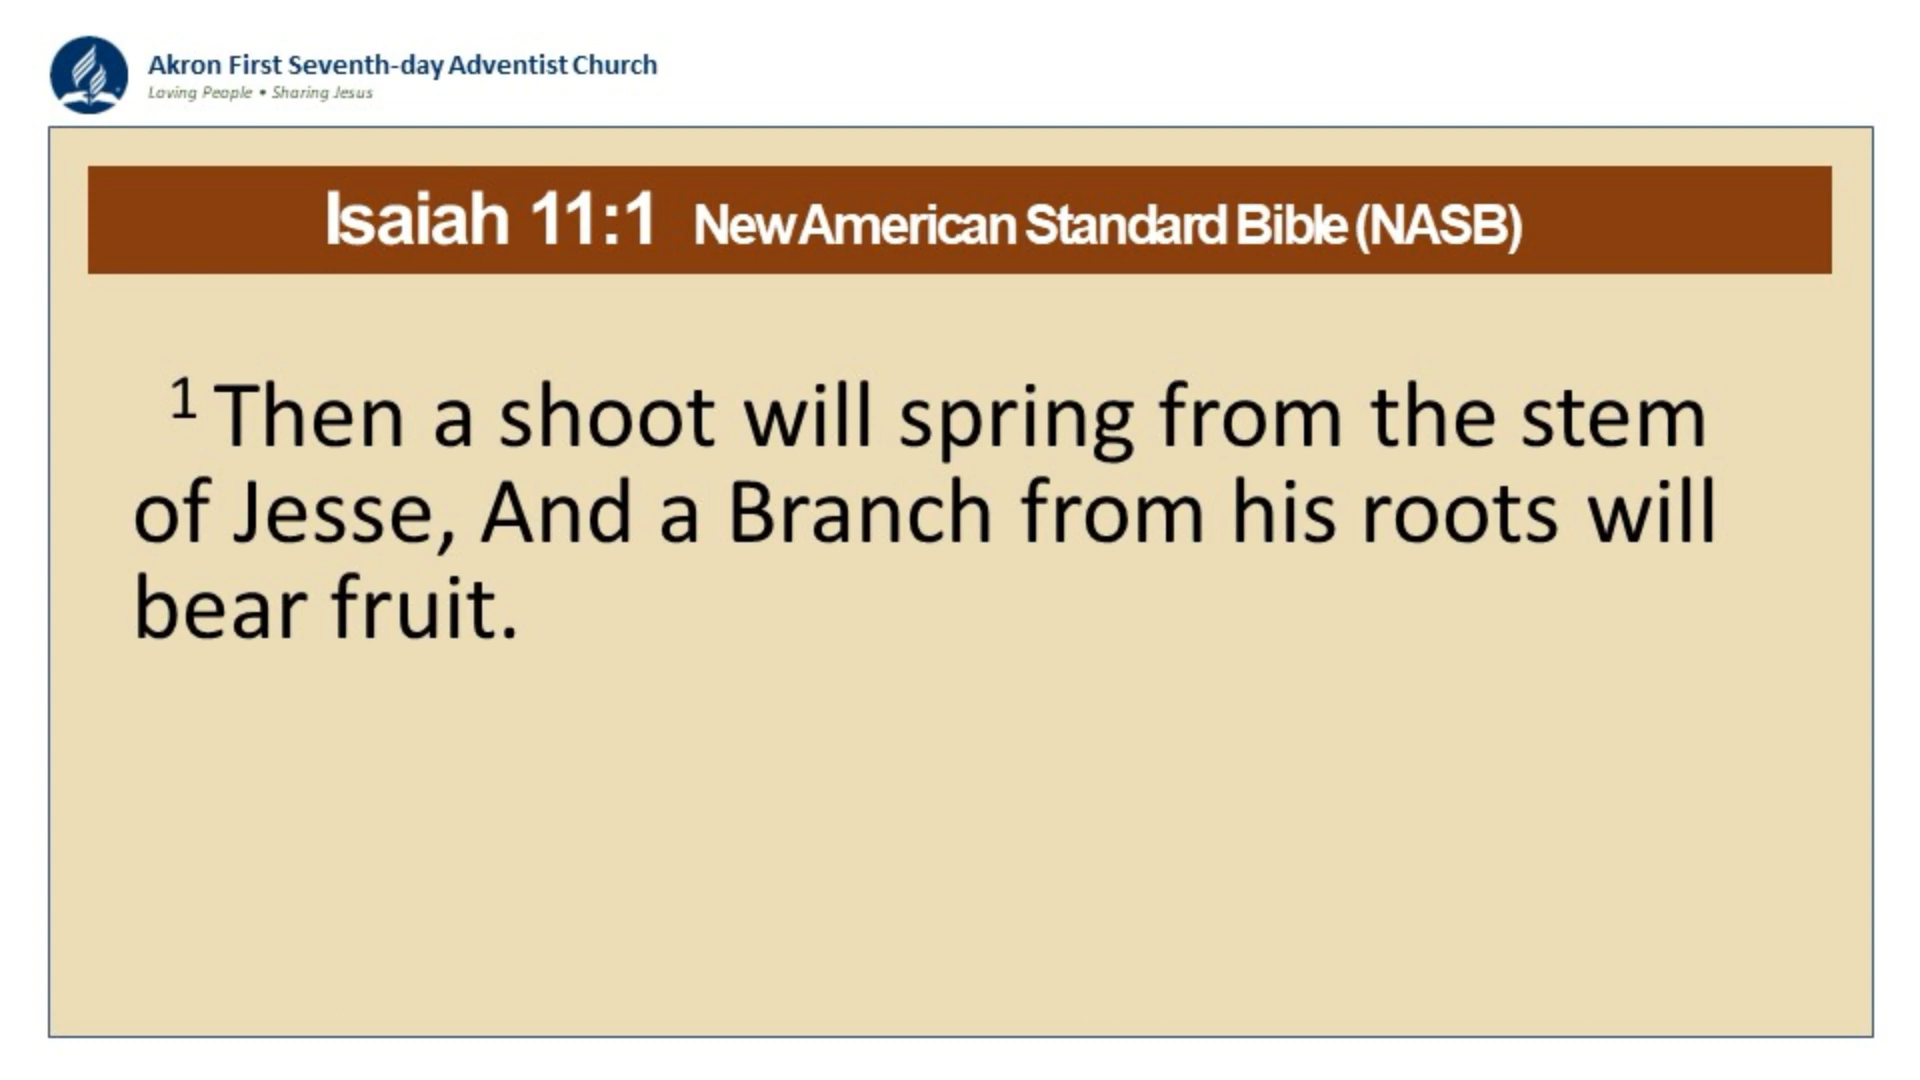 Akron First Seventh-day Adventist Church
Loving People • Sharing Jesus
Isaiah 11:1 New American Standard Bible (NASB)
1 Then a shoot will spring from the stem
of Jesse, And a Branch from his roots will
bear fruit.